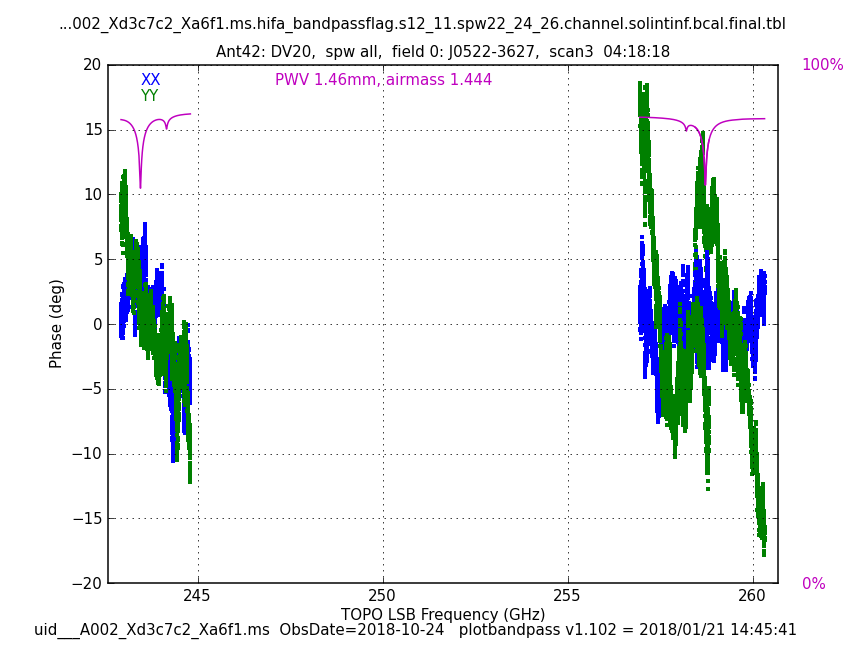 ...002_Xd3c7c2_Xa6f1.ms.hifa_bandpassflag.s12_11.spw22_24_26.channel.solintinf.bcal.final.tbl
Ant42: DV20,  spw all,  field 0: J0522-3627,  scan3  04:18:18
XX
YY
PWV 1.46mm, airmass 1.444
100%
0%
20
15
10
5
0
−5
−10
−15
−20
Phase (deg)
245
250
255
260
TOPO LSB Frequency (GHz)
uid___A002_Xd3c7c2_Xa6f1.ms  ObsDate=2018-10-24   plotbandpass v1.102 = 2018/01/21 14:45:41